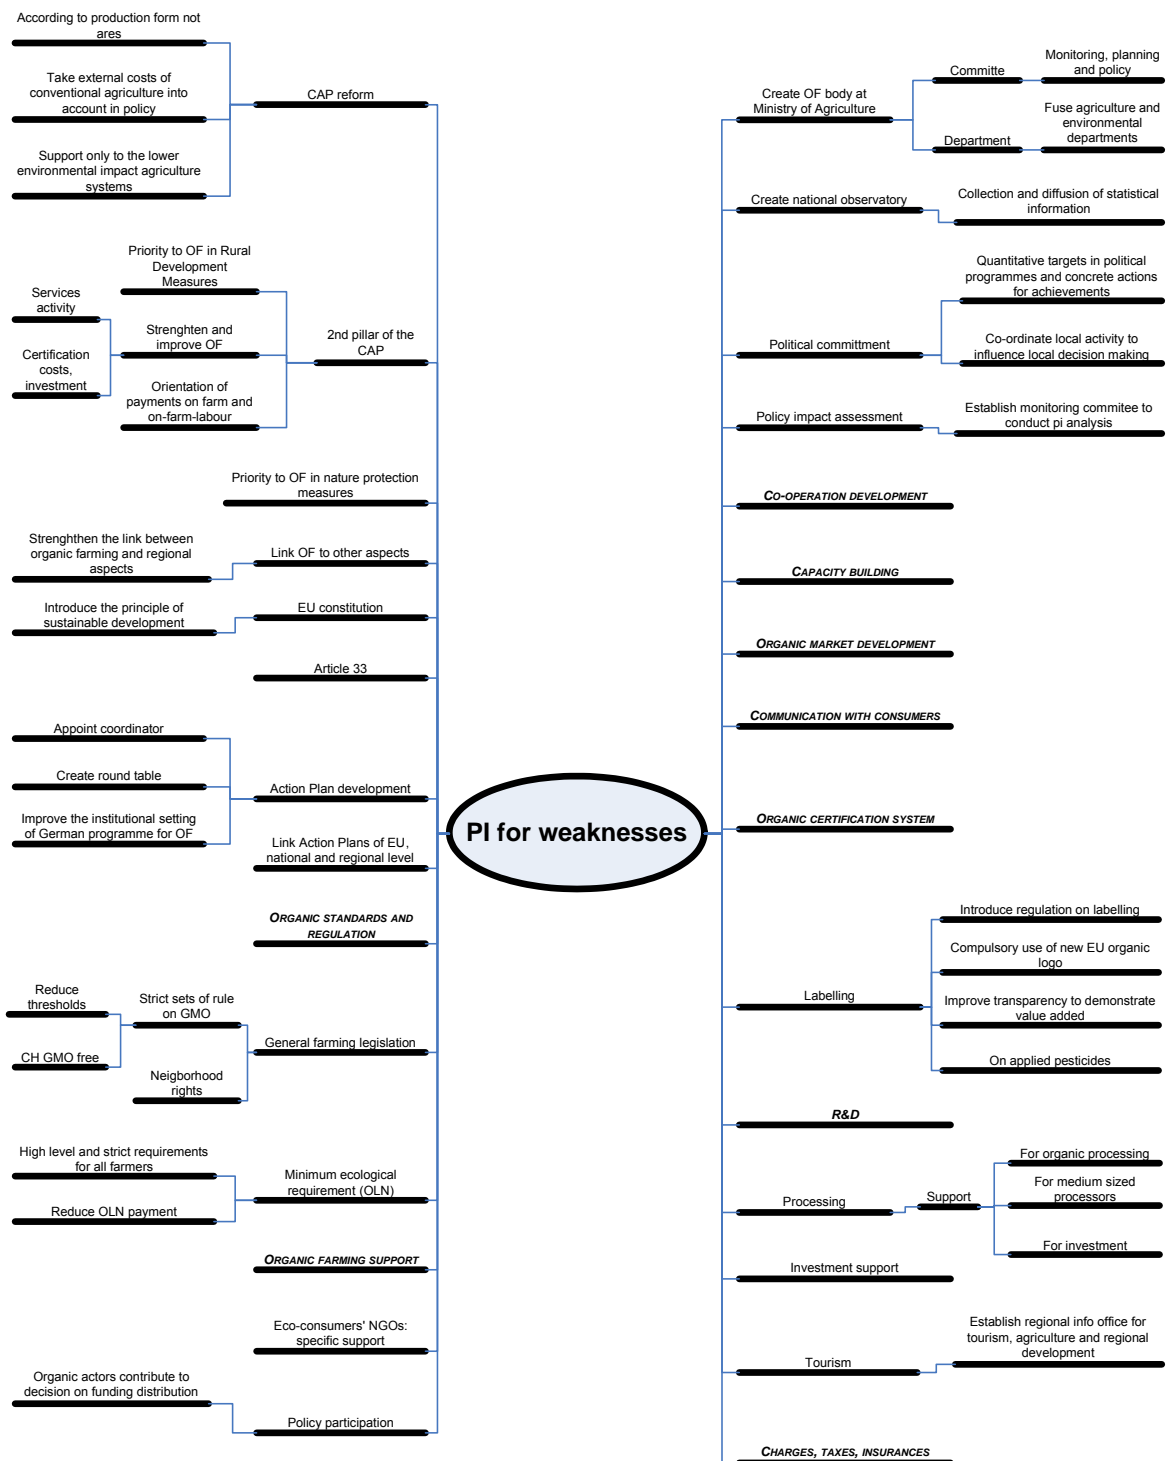 According to production form not
ares
Take external costs of
conventional agriculture into
account in policy
Support only to the lower
environmental impact agriculture
systems
CAP reform
Priority to OF in Rural
Development
Measures
Services
activity
Certification
costs,
investment
Strenghten and
improve OF
Orientation of
payments on farm and
on-farm-labour
2nd pillar of the
CAP
Priority to OF in nature protection
measures
Strenghthen the link between
organic farming and regional
aspects
Link OF to other aspects
Introduce the principle of
sustainable development
EU constitution
Article 33
Appoint coordinator
Create round table
Improve the institutional setting
of German programme for OF
Action Plan development
Link Action Plans of EU,
national and regional level
ORGANIC STANDARDS AND
REGULATION
Reduce
thresholds
CH GMO free
Strict sets of rule
on GMO
Neigborhood
rights
General farming legislation
High level and strict requirements
for all farmers
Reduce OLN payment
Minimum ecological
requirement (OLN)
ORGANIC FARMING SUPPORT
Eco-consumers' NGOs:
specific support
Organic actors contribute to
decision on funding distribution
Policy participation
PI for weaknesses
Create OF body at
Ministry of Agriculture
Committe
Monitoring, planning
and policy
Department
Fuse agriculture and
environmental
departments
Create national observatory
Collection and diffusion of statistical
information
Political committment
Quantitative targets in political
programmes and concrete actions
for achievements
Co-ordinate local activity to
influence local decision making
Policy impact assessment
Establish monitoring commitee to
conduct pi analysis
CO-OPERATION DEVELOPMENT
CAPACITY BUILDING
ORGANIC MARKET DEVELOPMENT
COMMUNICATION WITH CONSUMERS
ORGANIC CERTIFICATION SYSTEM
Labelling
Introduce regulation on labelling
Compulsory use of new EU organic
logo
Improve transparency to demonstrate
value added
On applied pesticides
R&D
Processing
Support
For organic processing
For medium sized
processors
For investment
Investment support
Tourism
Establish regional info office for
tourism, agriculture and regional
development
CHARGES, TAXES, INSURANCES